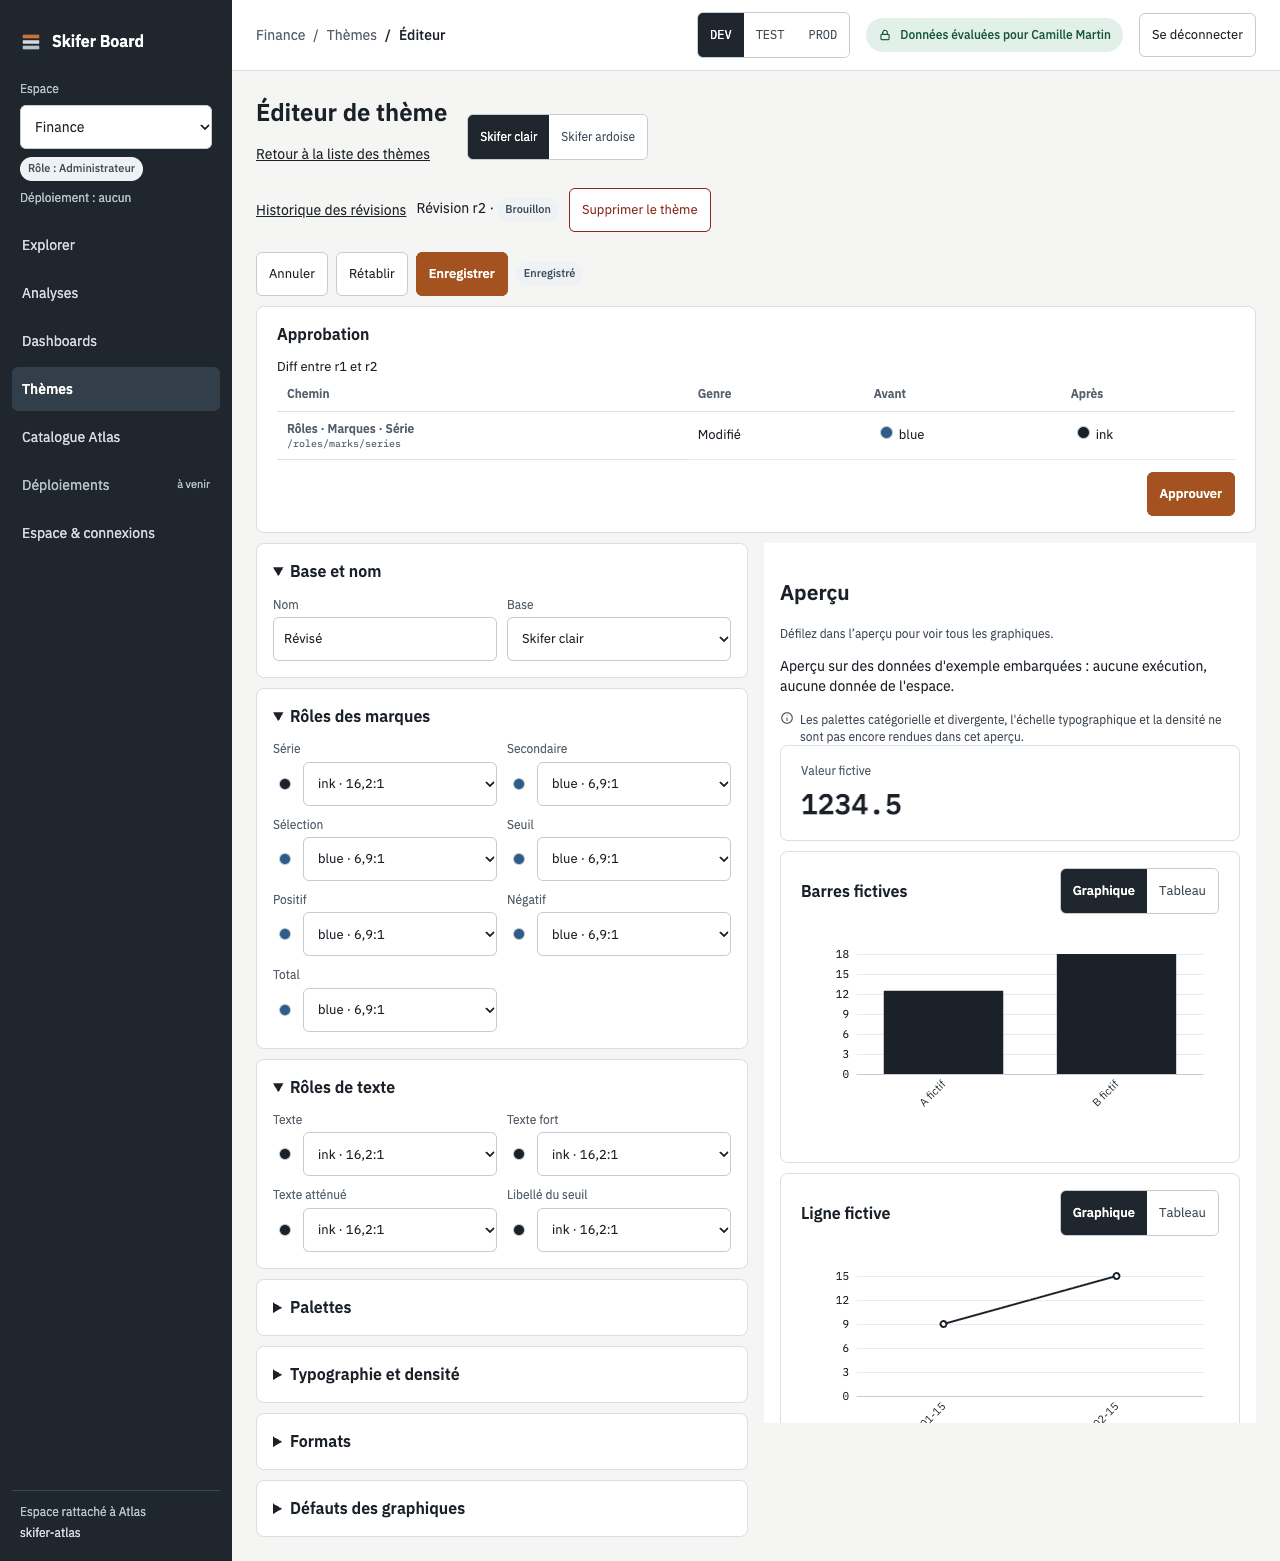 Skifer Board
Espace
Finance
Rôle : Administrateur
Déploiement : aucun
Explorer
Analyses
Dashboards
Thèmes
Catalogue Atlas
Déploiements à venir
Espace & connexions
Espace rattaché à Atlas
skifer-atlas
Finance / Thèmes / Éditeur
DEV TEST PROD
Données évaluées pour Camille Martin
Se déconnecter
Éditeur de thème
Skifer clair Skifer ardoise
Retour à la liste des thèmes
Historique des révisions Révision r2 · Brouillon Supprimer le thème
Annuler Rétablir Enregistrer Enregistré
Approbation
Diff entre r1 et r2
Chemin Genre Avant Après
Rôles · Marques · Série
/roles/marks/series
Modifié blue ink
Approuver
Base et nom
Nom Base
Révisé Skifer clair
Rôles des marques
Série Secondaire
ink · 16,2:1 blue · 6,9:1
Sélection Seuil
blue · 6,9:1 blue · 6,9:1
Positif Négatif
blue · 6,9:1 blue · 6,9:1
Total
blue · 6,9:1
Rôles de texte
Texte Texte fort
ink · 16,2:1 ink · 16,2:1
Texte atténué Libellé du seuil
ink · 16,2:1 ink · 16,2:1
Palettes
Typographie et densité
Formats
Défauts des graphiques
Aperçu
Défilez dans l'aperçu pour voir tous les graphiques.
Aperçu sur des données d'exemple embarquées : aucune exécution,
aucune donnée de l'espace.
Les palettes catégorielle et divergente, l'échelle typographique et la densité ne
sont pas encore rendues dans cet aperçu.
Valeur fictive
1234.5
Barres fictives
Graphique Tableau
18
15
12
9
6
3
0
A fictif B fictif
Ligne fictive
Graphique Tableau
15
12
9
6
3
0
01-15 02-15